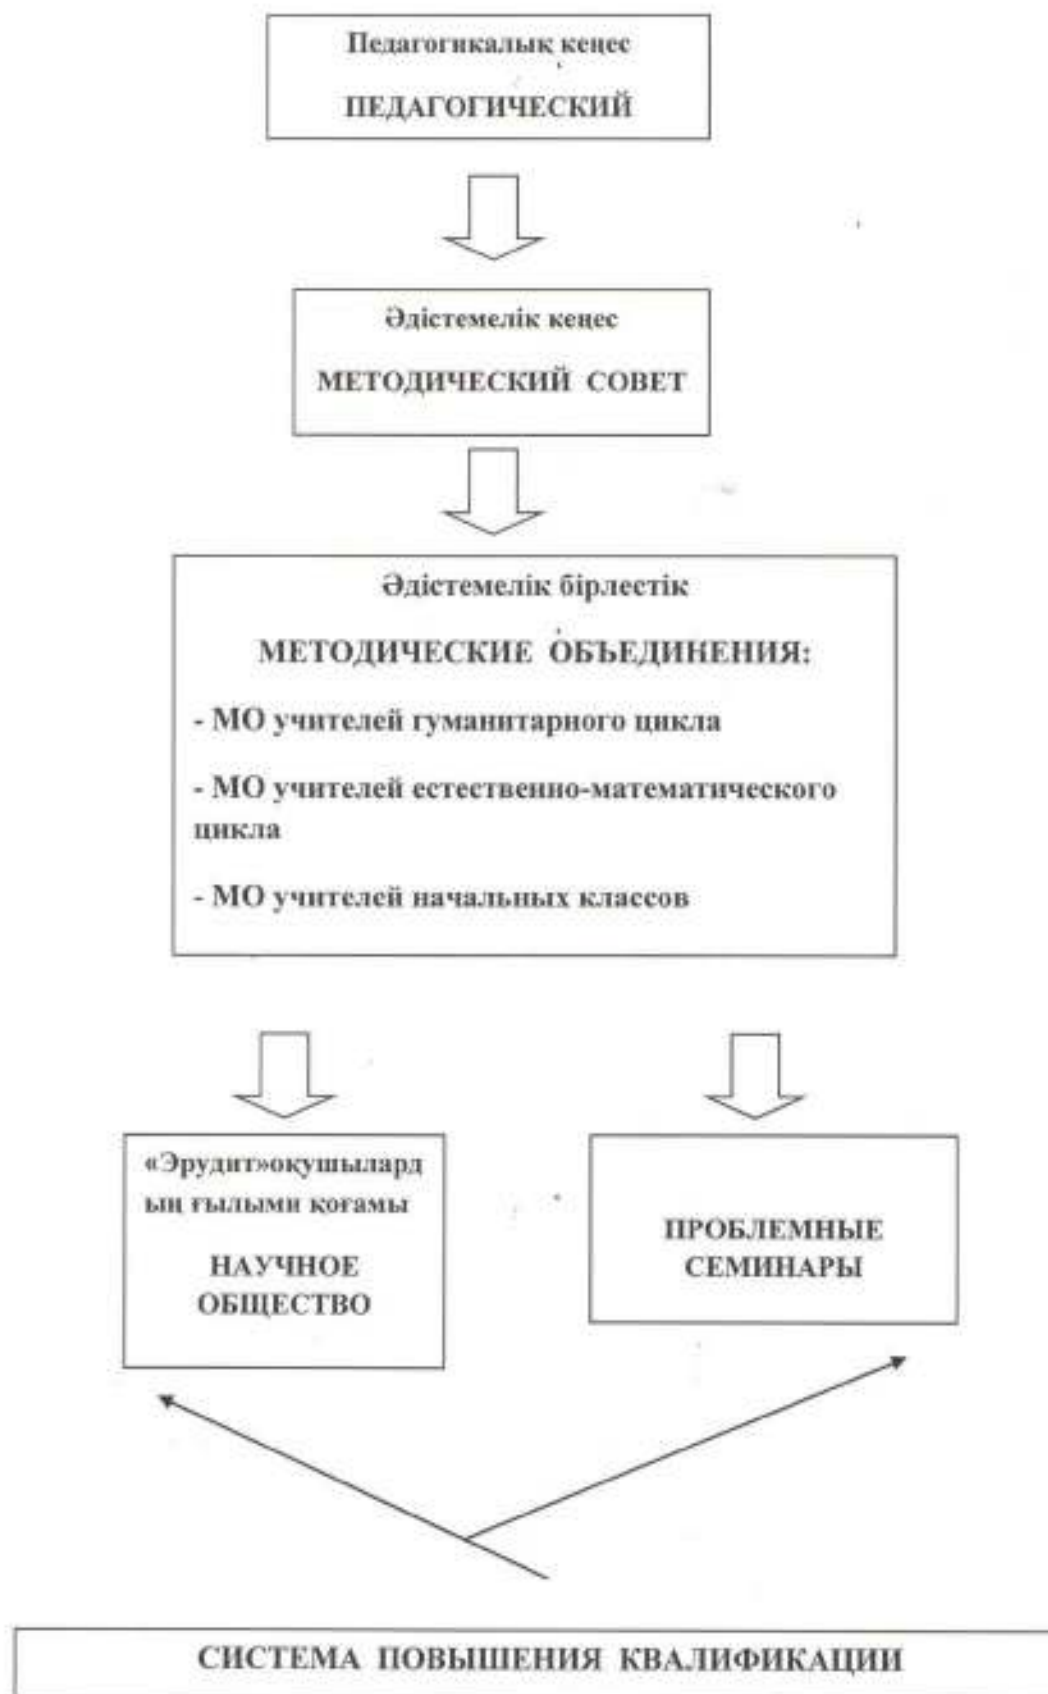 Педагогикалық кеңес
ПЕДАГОГИЧЕСКИЙ
Әдістемелік кеңес
МЕТОДИЧЕСКИЙ СОВЕТ
Әдістемелік бірлестік
МЕТОДИЧЕСКИЕ ОБЪЕДИНЕНИЯ:
- МО учителей гуманитарного цикла
- МО учителей естественно-математического
цикла
- МО учителей начальных классов
«Эрудит»оқушылард
ың ғылыми қоғамы
НАУЧНОЕ
ОБЩЕСТВО
ПРОБЛЕМНЫЕ
СЕМИНАРЫ
СИСТЕМА ПОВЫШЕНИЯ КВАЛИФИКАЦИИ